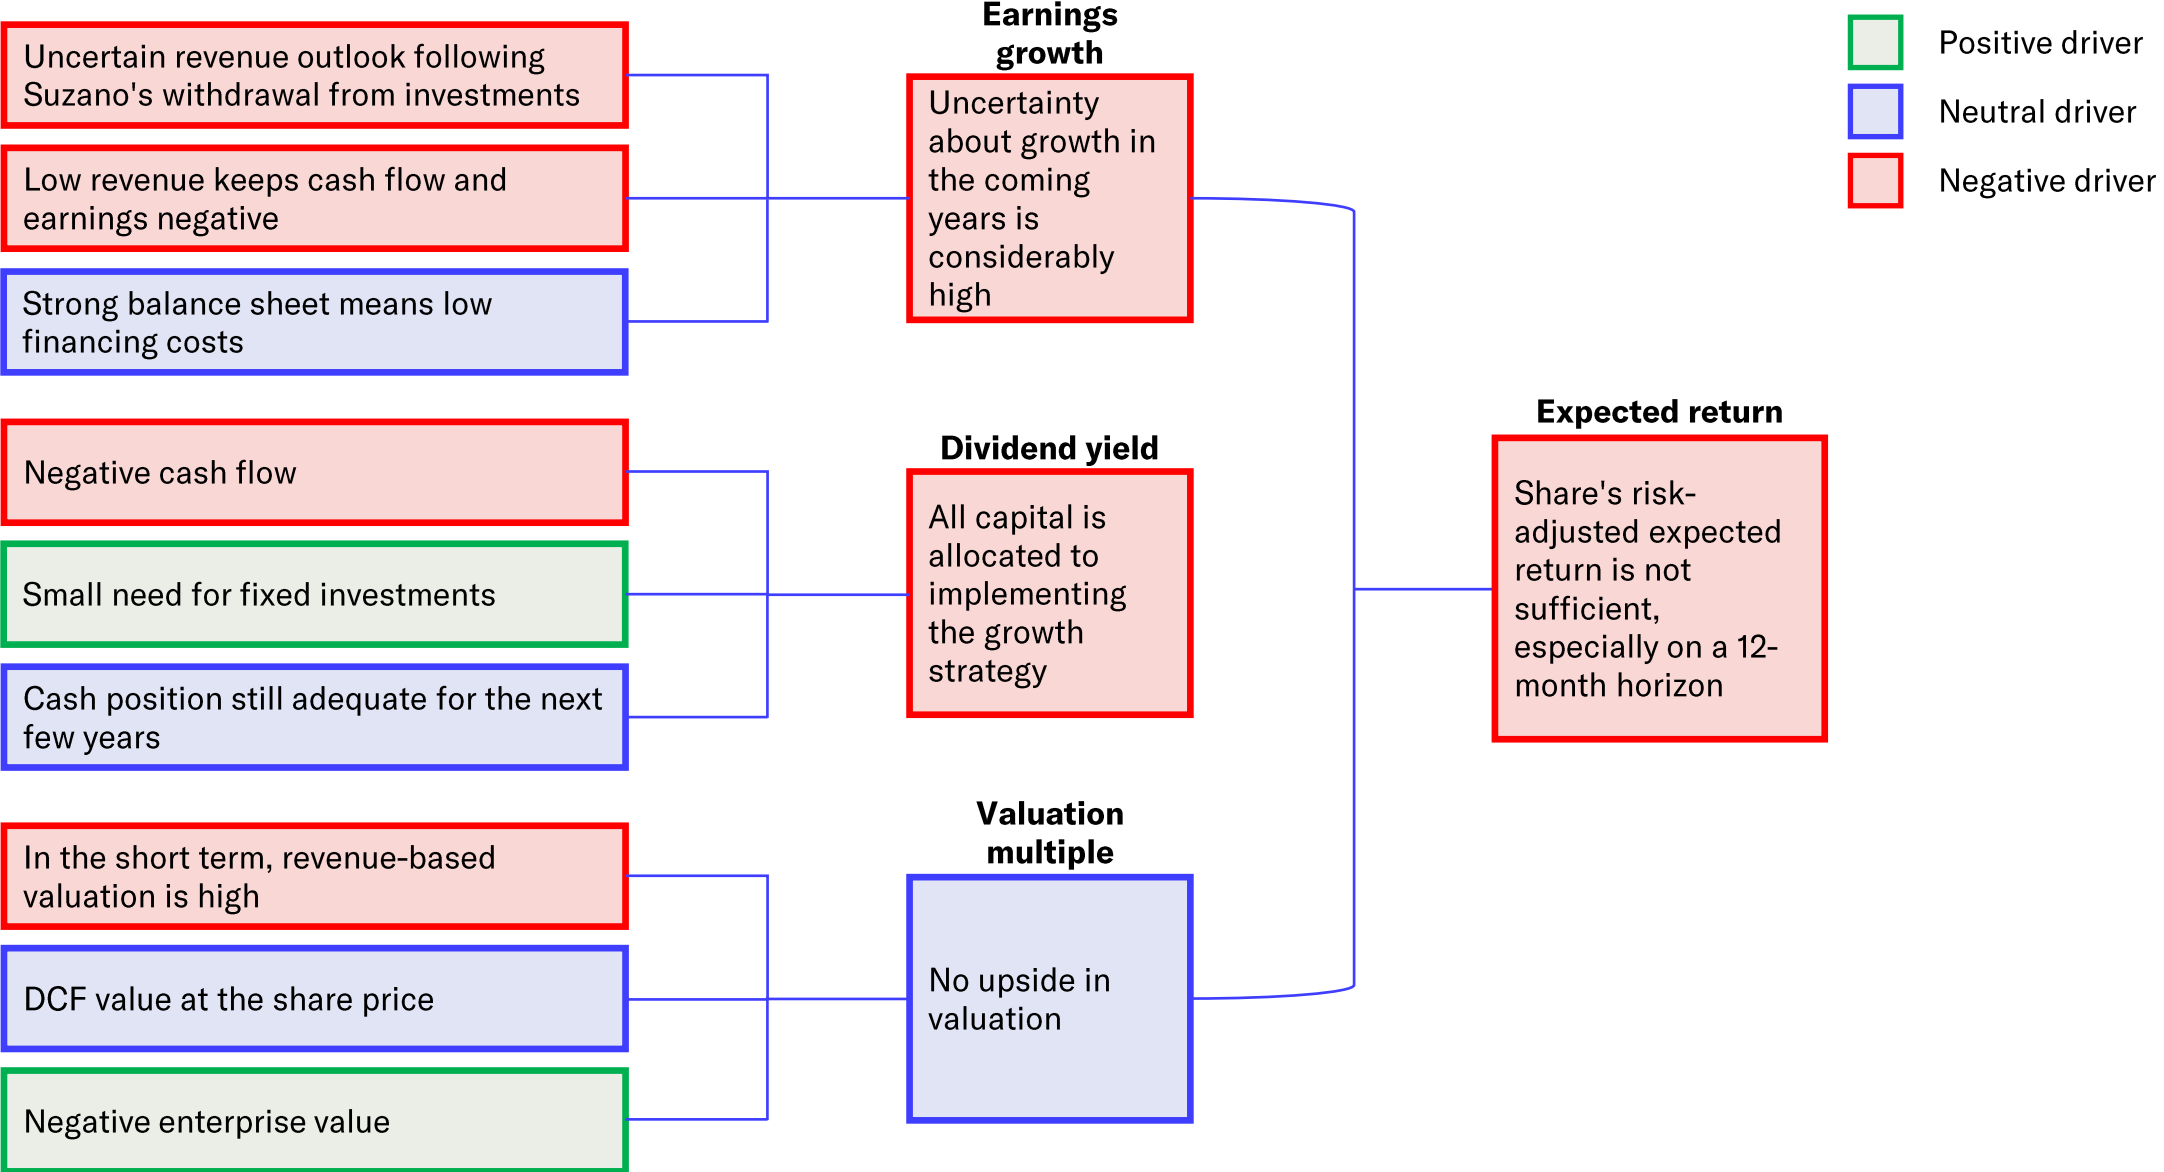 Uncertain revenue outlook following
Suzano's withdrawal from investments
Low revenue keeps cash flow and
earnings negative
Strong balance sheet means low
financing costs
Earnings
growth
Uncertainty
about growth in
the coming
years is
considerably
high
Negative cash flow
Small need for fixed investments
Cash position still adequate for the next
few years
Dividend yield
All capital is
allocated to
implementing
the growth
strategy
In the short term, revenue-based
valuation is high
DCF value at the share price
Negative enterprise value
Valuation
multiple
No upside in
valuation
Expected return
Share's risk-
adjusted expected
return is not
sufficient,
especially on a 12-
month horizon
Positive driver
Neutral driver
Negative driver